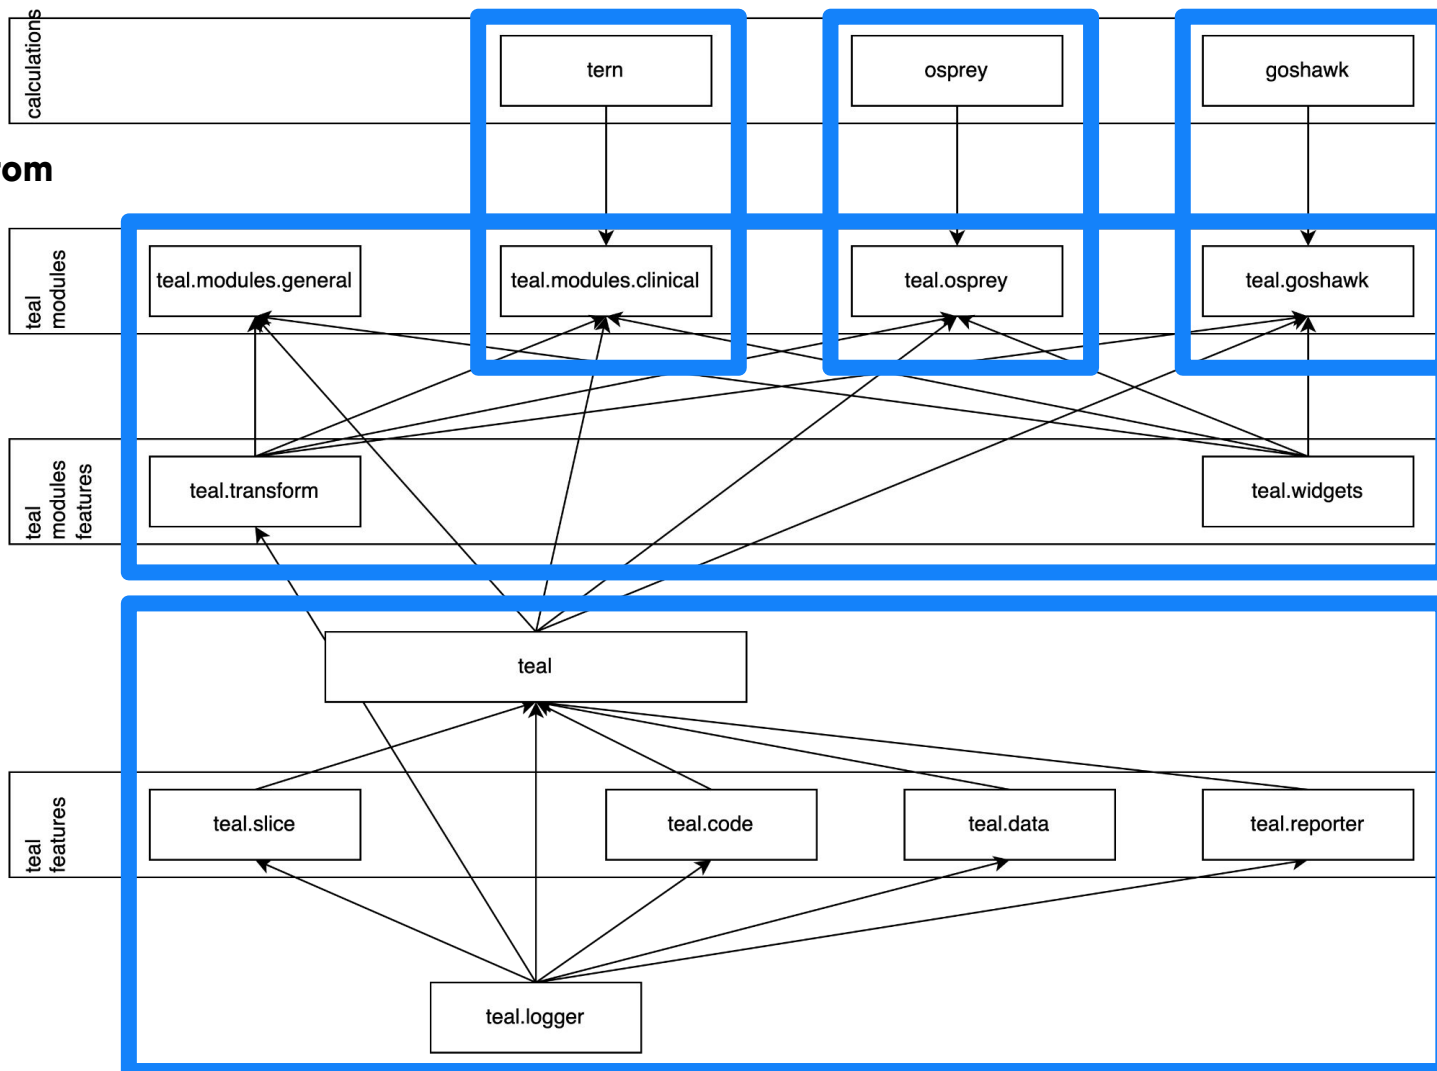 calculations
tern
osprey
goshawk
rom
teal
modules
teal.modules.general
teal.modules.clinical
teal.osprey
teal.goshawk
teal
modules
features
teal.transform
teal.widgets
teal
teal
features
teal.slice
teal.code
teal.data
teal.reporter
teal.logger